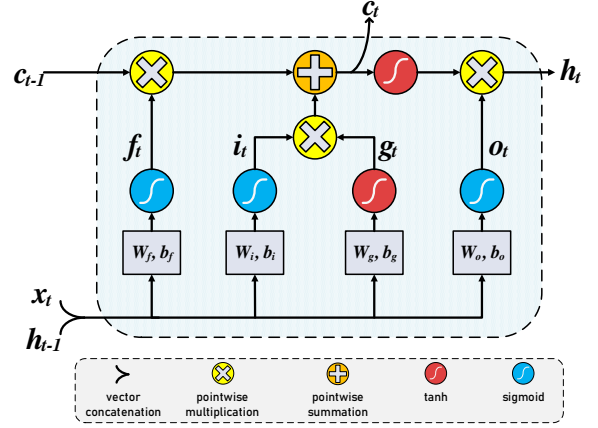 c_t
c_{t-1}
h_t
f_t
i_t
g_t
o_t
W_f, b_f
W_i, b_i
W_g, b_g
W_o, b_o
x_t
h_{t-1}
vector
concatenation
pointwise
multiplication
pointwise
summation
tanh
sigmoid